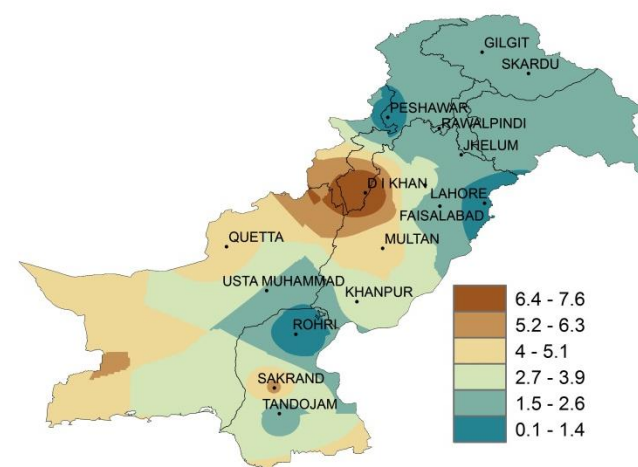 GILGIT
SKARDU
PESHAWAR
RAWALPINDI
JHELUM
D I KHAN
LAHORE
FAISALABAD
QUETTA
MULTAN
USTA MUHAMMAD
KHANPUR
ROHRI
SAKRAND
TANDOJAM
6.4 - 7.6
5.2 - 6.3
4 - 5.1
2.7 - 3.9
1.5 - 2.6
0.1 - 1.4